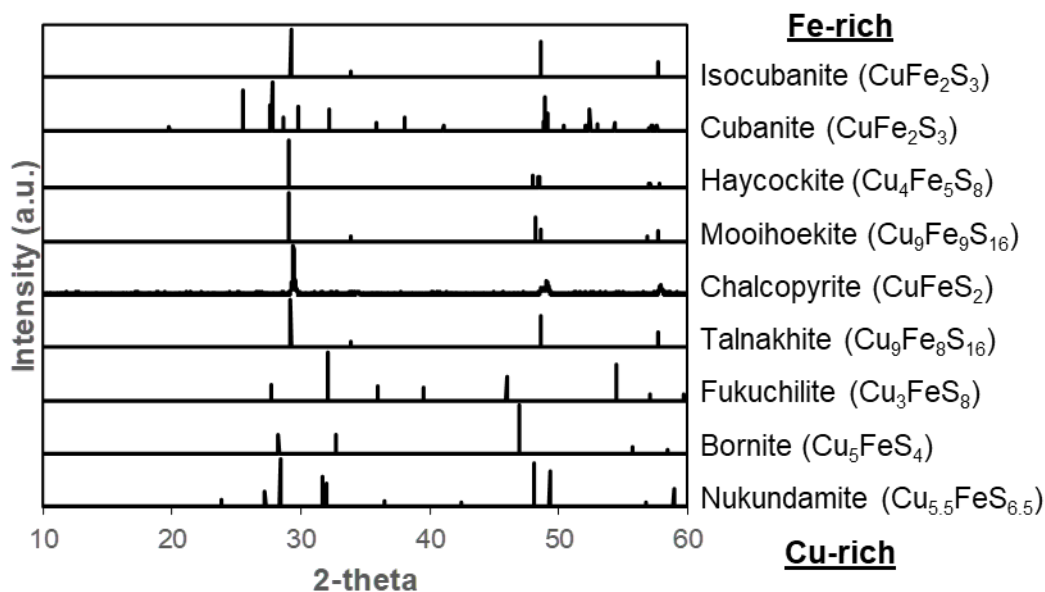 Fe-rich
Isocubanite (CuFe₂S₃)
Cubanite (CuFe₂S₃)
Haycockite (Cu₄Fe₅S₈)
Mooihoekite (Cu₉Fe₉S₁₆)
Chalcopyrite (CuFeS₂)
Talnakhite (Cu₉Fe₈S₁₆)
Fukuchilite (Cu₃FeS₈)
Bornite (Cu₅FeS₄)
Nukundamite (Cu₅.₅FeS₆.₅)
Cu-rich
Intensity (a.u.)
10 20 30 40 50 60
2-theta